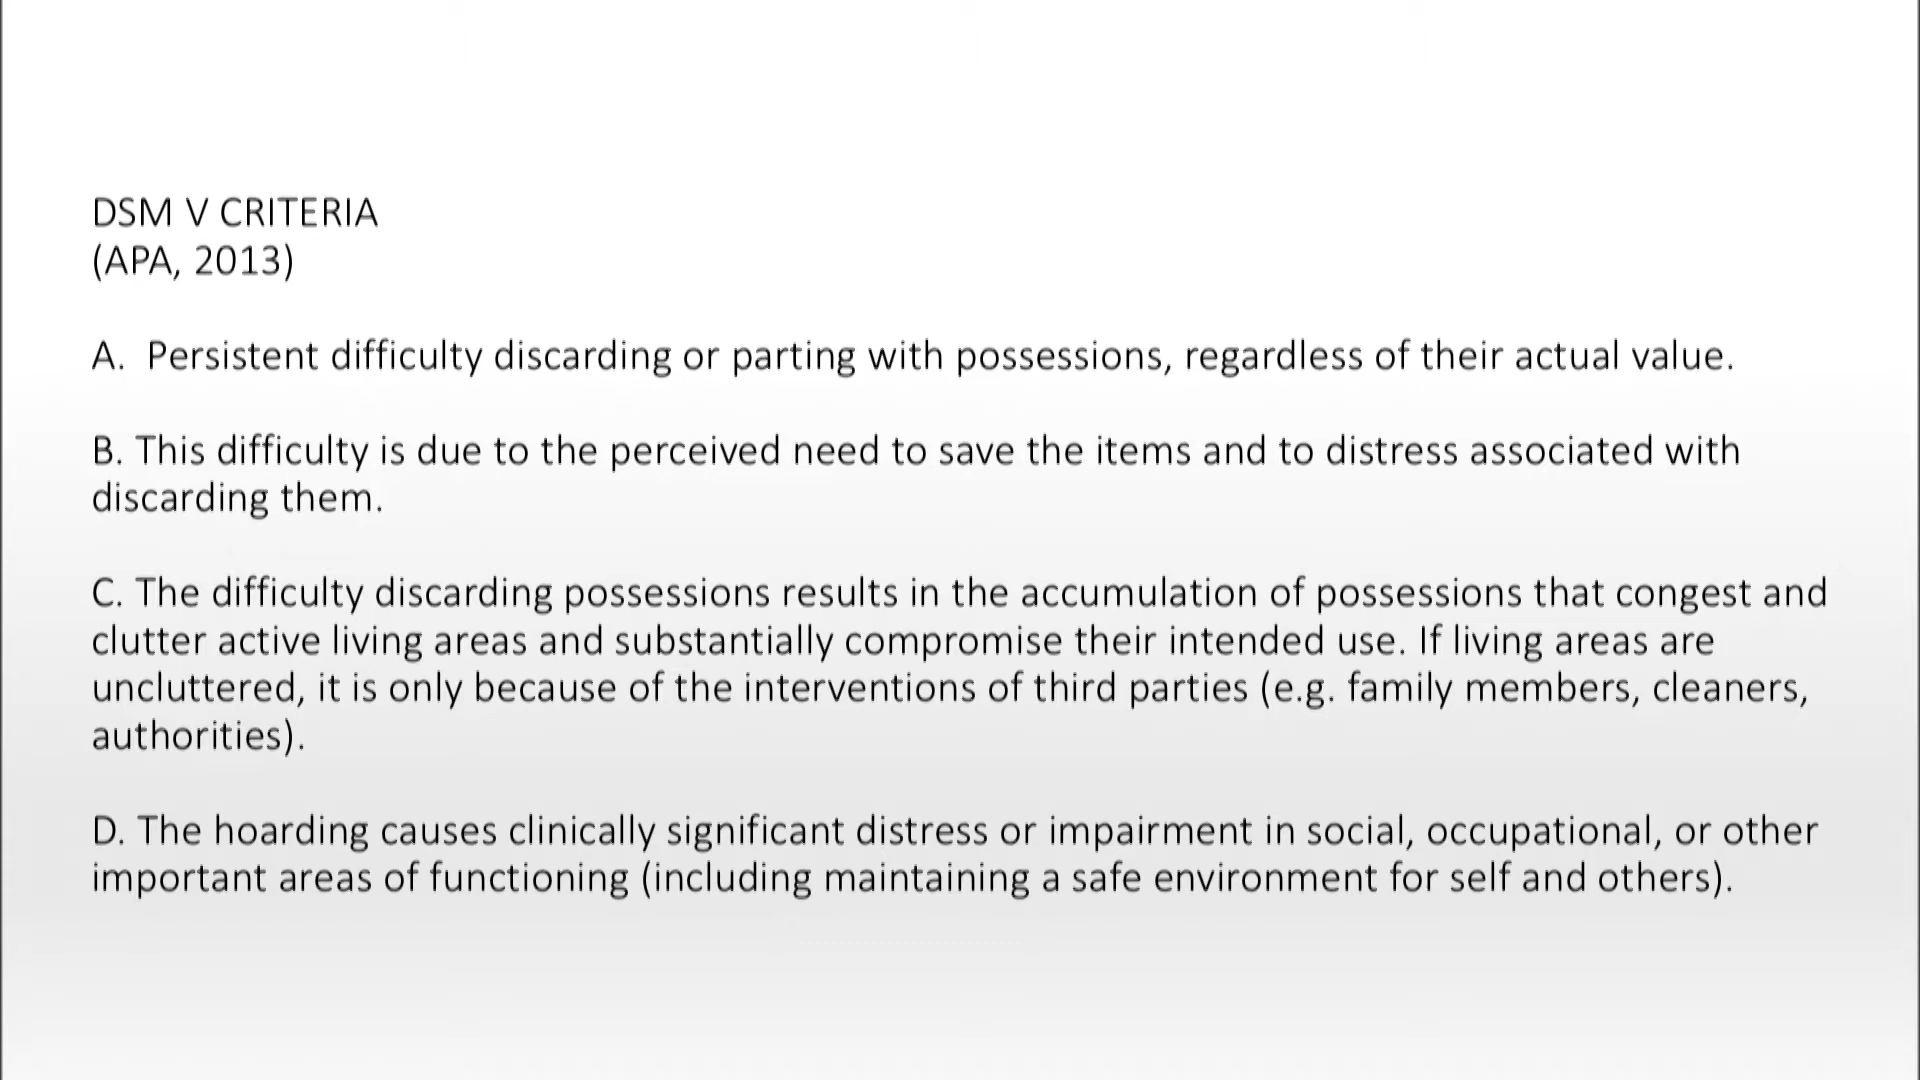 DSM V CRITERIA
(APA, 2013)
A. Persistent difficulty discarding or parting with possessions, regardless of their actual value.
B. This difficulty is due to the perceived need to save the items and to distress associated with
discarding them.
C. The difficulty discarding possessions results in the accumulation of possessions that congest and
clutter active living areas and substantially compromise their intended use. If living areas are
uncluttered, it is only because of the interventions of third parties (e.g. family members, cleaners,
authorities).
D. The hoarding causes clinically significant distress or impairment in social, occupational, or other
important areas of functioning (including maintaining a safe environment for self and others).